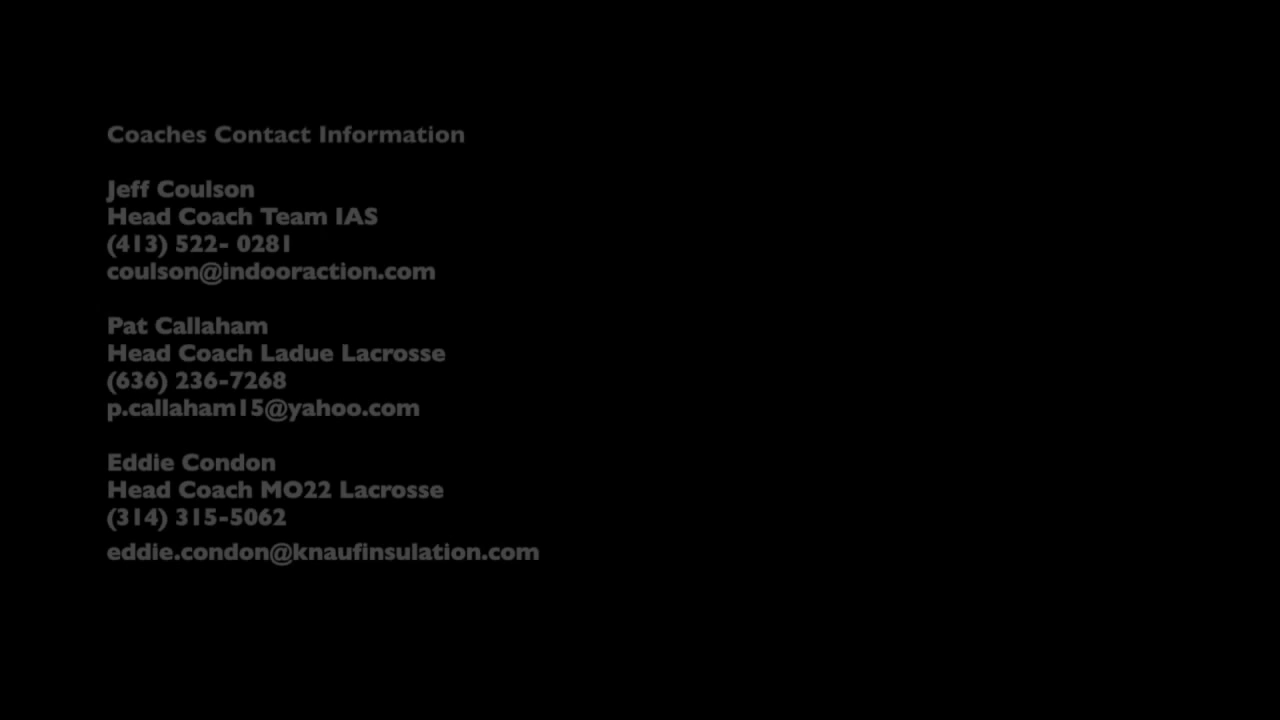 Coaches Contact Information
Jeff Coulson
Head Coach Team IAS
(413) 522- 0281
coulson@indooraction.com
Pat Callaham
Head Coach Ladue Lacrosse
(636) 236-7268
p.callaham15@yahoo.com
Eddie Condon
Head Coach MO22 Lacrosse
(314) 315-5062
eddie.condon@knaufinsulation.com